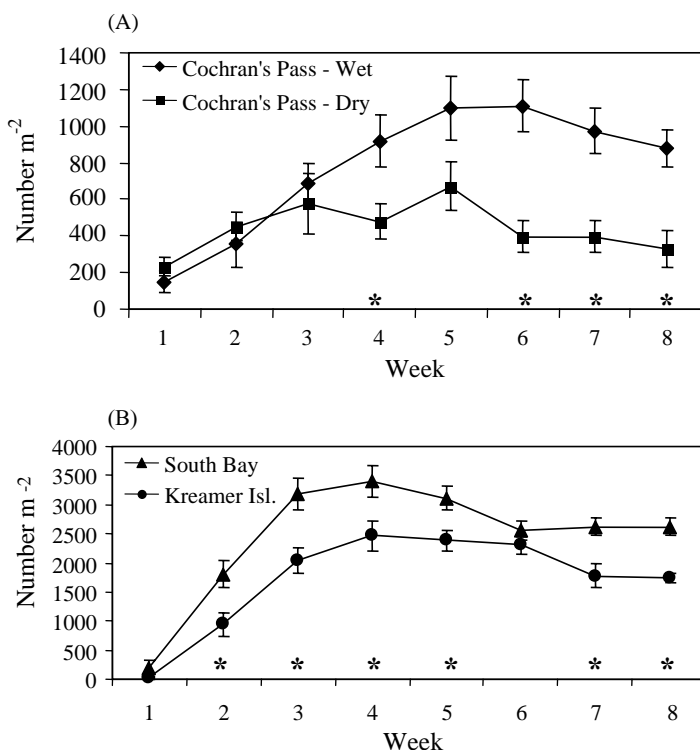 (A)
1400
1200
1000
800
600
400
200
0
Number m-2
Cochran's Pass - Wet
Cochran's Pass - Dry
* * * *
1 2 3 4 5 6 7 8
Week
(B)
4000
3500
3000
2500
2000
1500
1000
500
0
Number m -2
South Bay
Kreamer Isl.
* * * * * *
1 2 3 4 5 6 7 8
Week